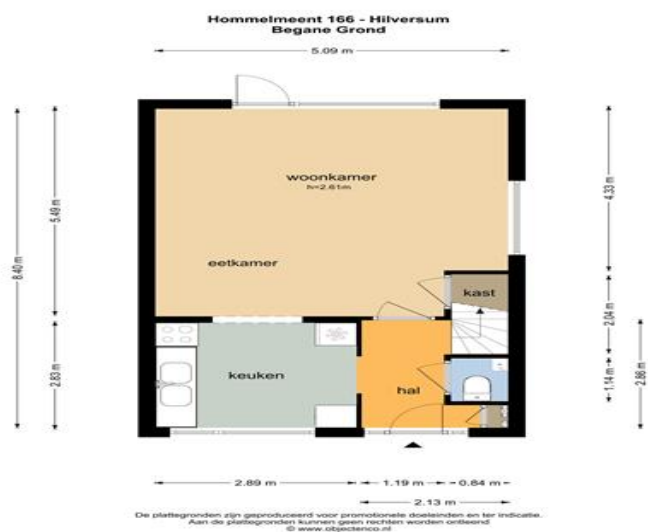 Hommelmeent 166 - Hilversum
Begane Grond
5.09 m
woonkamer
h=2.61m
eetkamer
kast
keuken
hal
8.40 m
5.49 m
2.83 m
4.33 m
2.04 m
1.14 m
2.86 m
2.89 m
1.19 m
0.84 m
2.13 m
De plattegronden zijn geproduceerd voor promotionele doeleinden en ter indicatie.
Aan de plattegronden kunnen geen rechten worden ontleend
© www.objectenco.nl